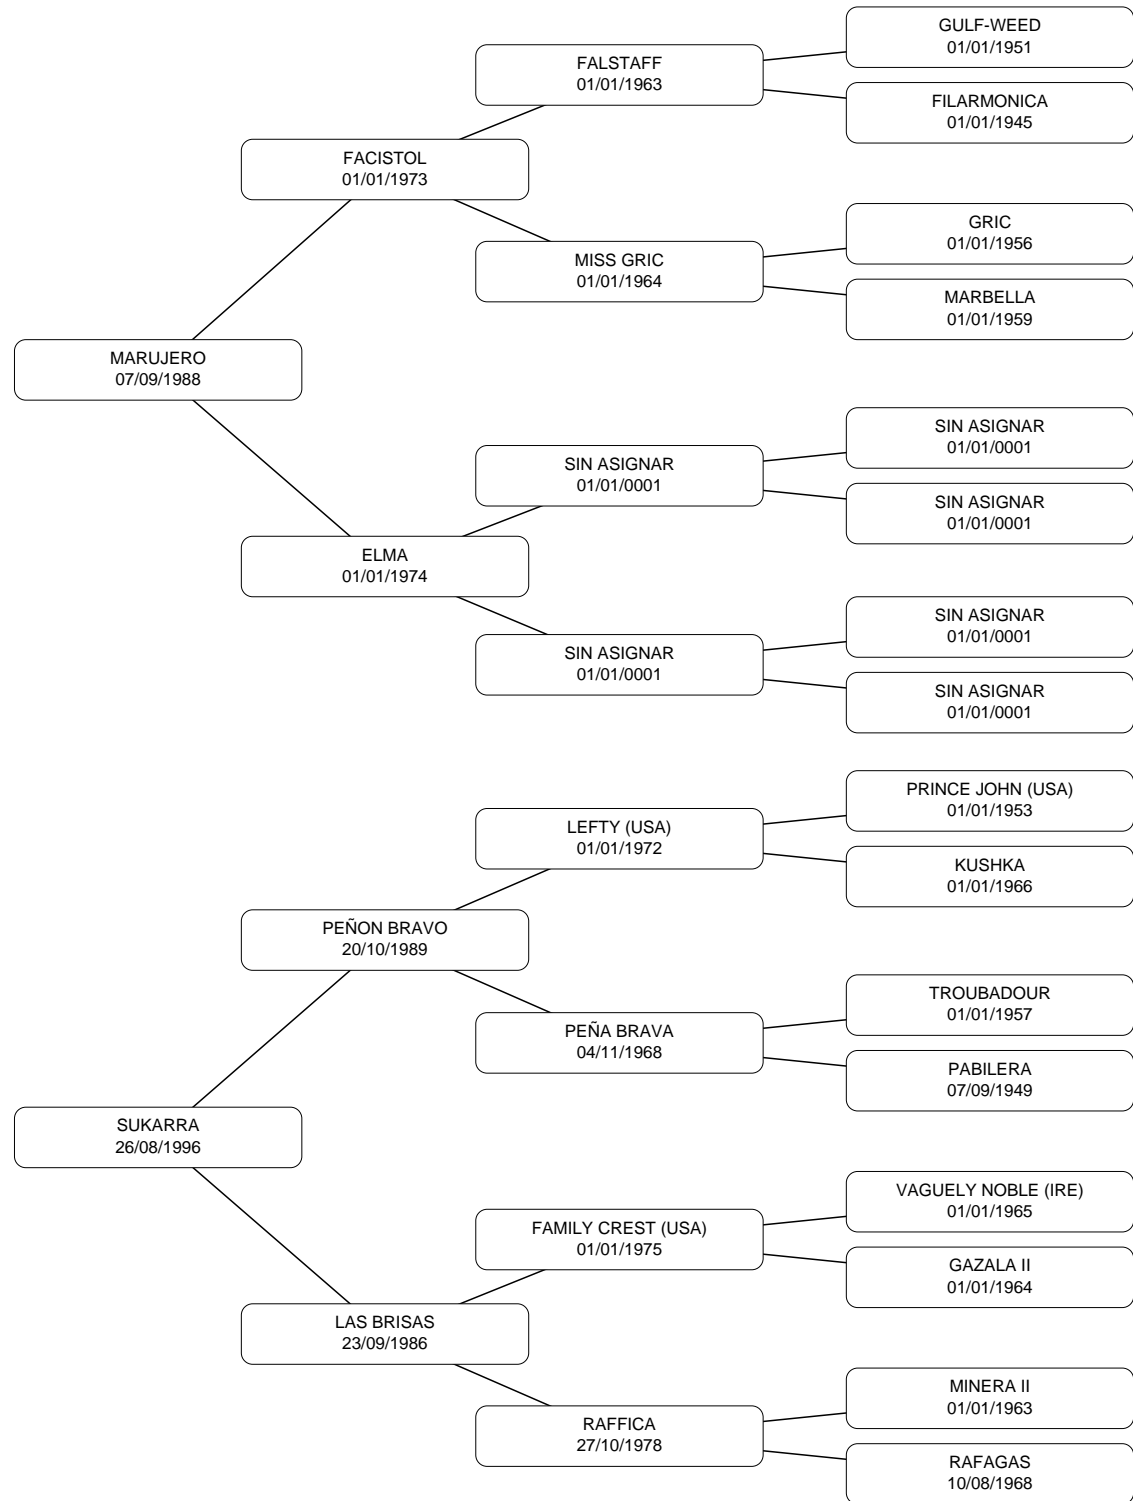 GULF-WEED
01/01/1951
FALSTAFF
01/01/1963
FILARMONICA
01/01/1945
FACISTOL
01/01/1973
GRIC
01/01/1956
MISS GRIC
01/01/1964
MARBELLA
01/01/1959
MARUJERO
07/09/1988
SIN ASIGNAR
01/01/0001
SIN ASIGNAR
01/01/0001
SIN ASIGNAR
01/01/0001
ELMA
01/01/1974
SIN ASIGNAR
01/01/0001
SIN ASIGNAR
01/01/0001
SIN ASIGNAR
01/01/0001
PRINCE JOHN (USA)
01/01/1953
LEFTY (USA)
01/01/1972
KUSHKA
01/01/1966
PEÑON BRAVO
20/10/1989
TROUBADOUR
01/01/1957
PEÑA BRAVA
04/11/1968
PABILERA
07/09/1949
SUKARRA
26/08/1996
VAGUELY NOBLE (IRE)
01/01/1965
FAMILY CREST (USA)
01/01/1975
GAZALA II
01/01/1964
LAS BRISAS
23/09/1986
MINERA II
01/01/1963
RAFFICA
27/10/1978
RAFAGAS
10/08/1968